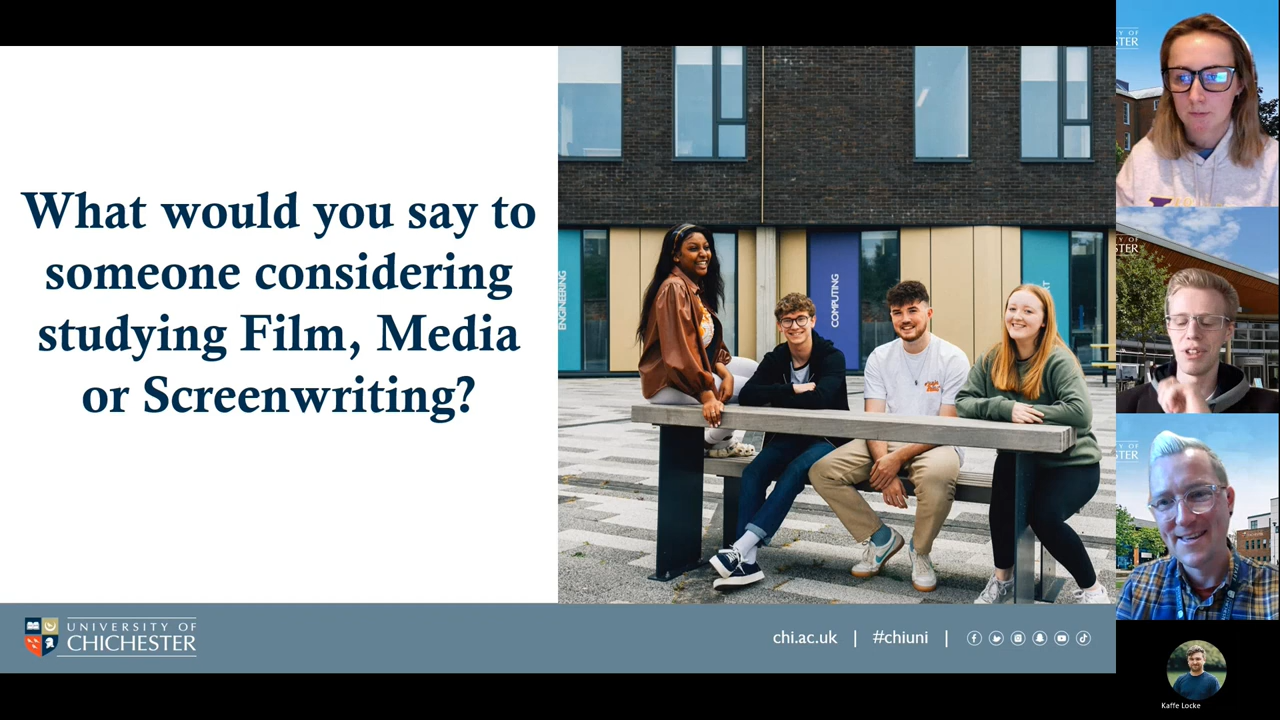 What would you say to
someone considering
studying Film, Media
or Screenwriting?
ENGINEERING
COMPUTING
UNIVERSITY OF
CHICHESTER
chi.ac.uk | #chiuni |
Kaffe Locke